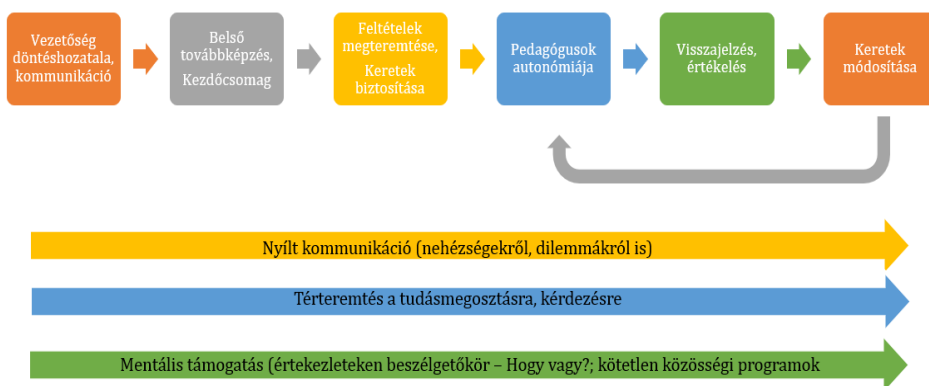 Vezetőség
döntéshozatala,
kommunikáció
Belső
továbbképzés,
Kezdőcsomag
Feltételek
megteremtése,
Keretek
biztosítása
Pedagógusok
autonómiája
Visszajelzés,
értékelés
Keretek
módosítása
Nyílt kommunikáció (nehézségekről, dilemmákról is)
Térteremtés a tudásmegosztásra, kérdezésre
Mentális támogatás (értekezleteken beszélgetőkör – Hogy vagy?; kötetlen közösségi programok